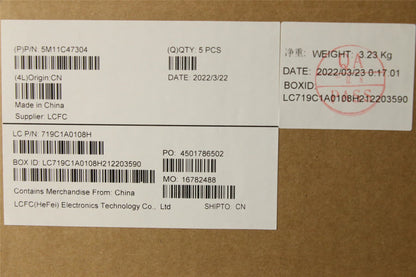 (P)P/N: 5M11C47304
(Q)QTY: 5 PCS
(4L)Origin:CN
DATE: 2022/3/22
Made in China
Supplier: LCFC
净重: WEIGHT: 3.23 Kg
DATE: 2022/03/23 0:17:01
BOXID:
LC719C1A0108H212203590
QA
PASS
LC P/N: 719C1A0108H
PO: 4501786502
BOX ID: LC719C1A0108H212203590
MO: 16782488
Contains Merchandise From: China
LCFC(HeFei) Electronics Technology Co., Ltd
SHIPTO: CN